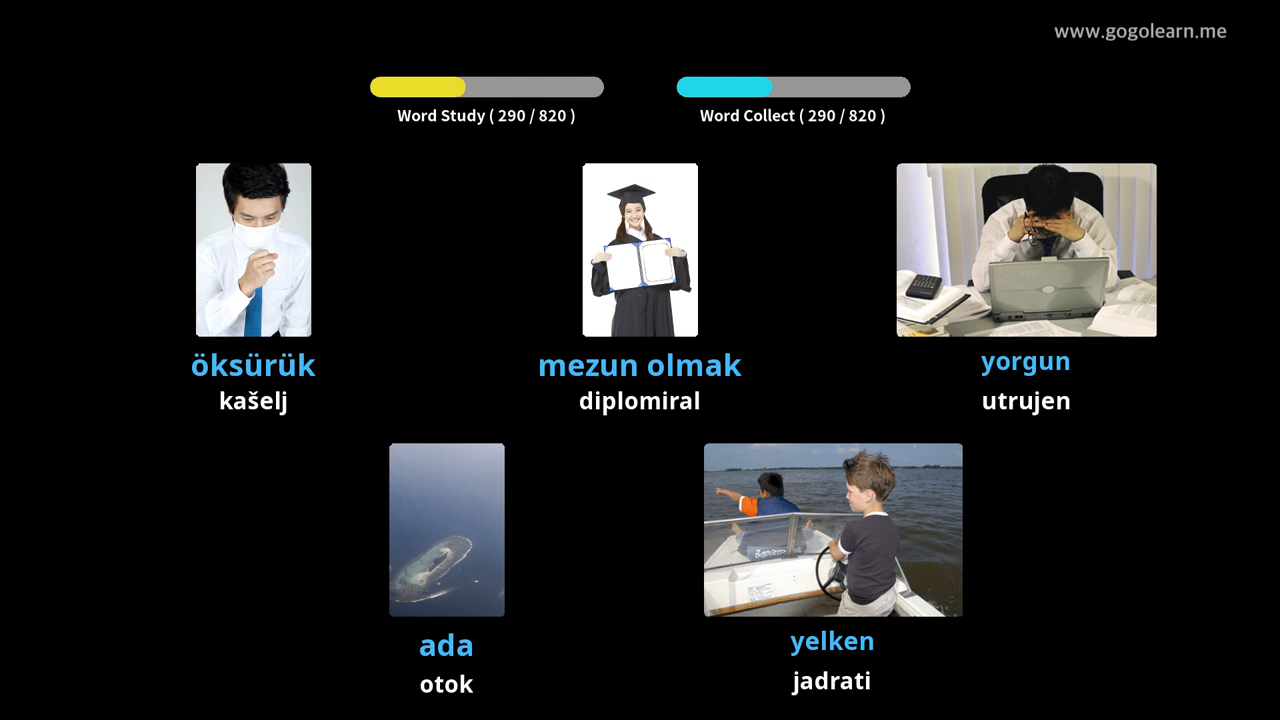 www.gogolearn.me
Word Study ( 290 / 820 )
Word Collect ( 290 / 820 )
öksürük
kašelj
mezun olmak
diplomiral
yorgun
utrujen
ada
otok
yelken
jadrati